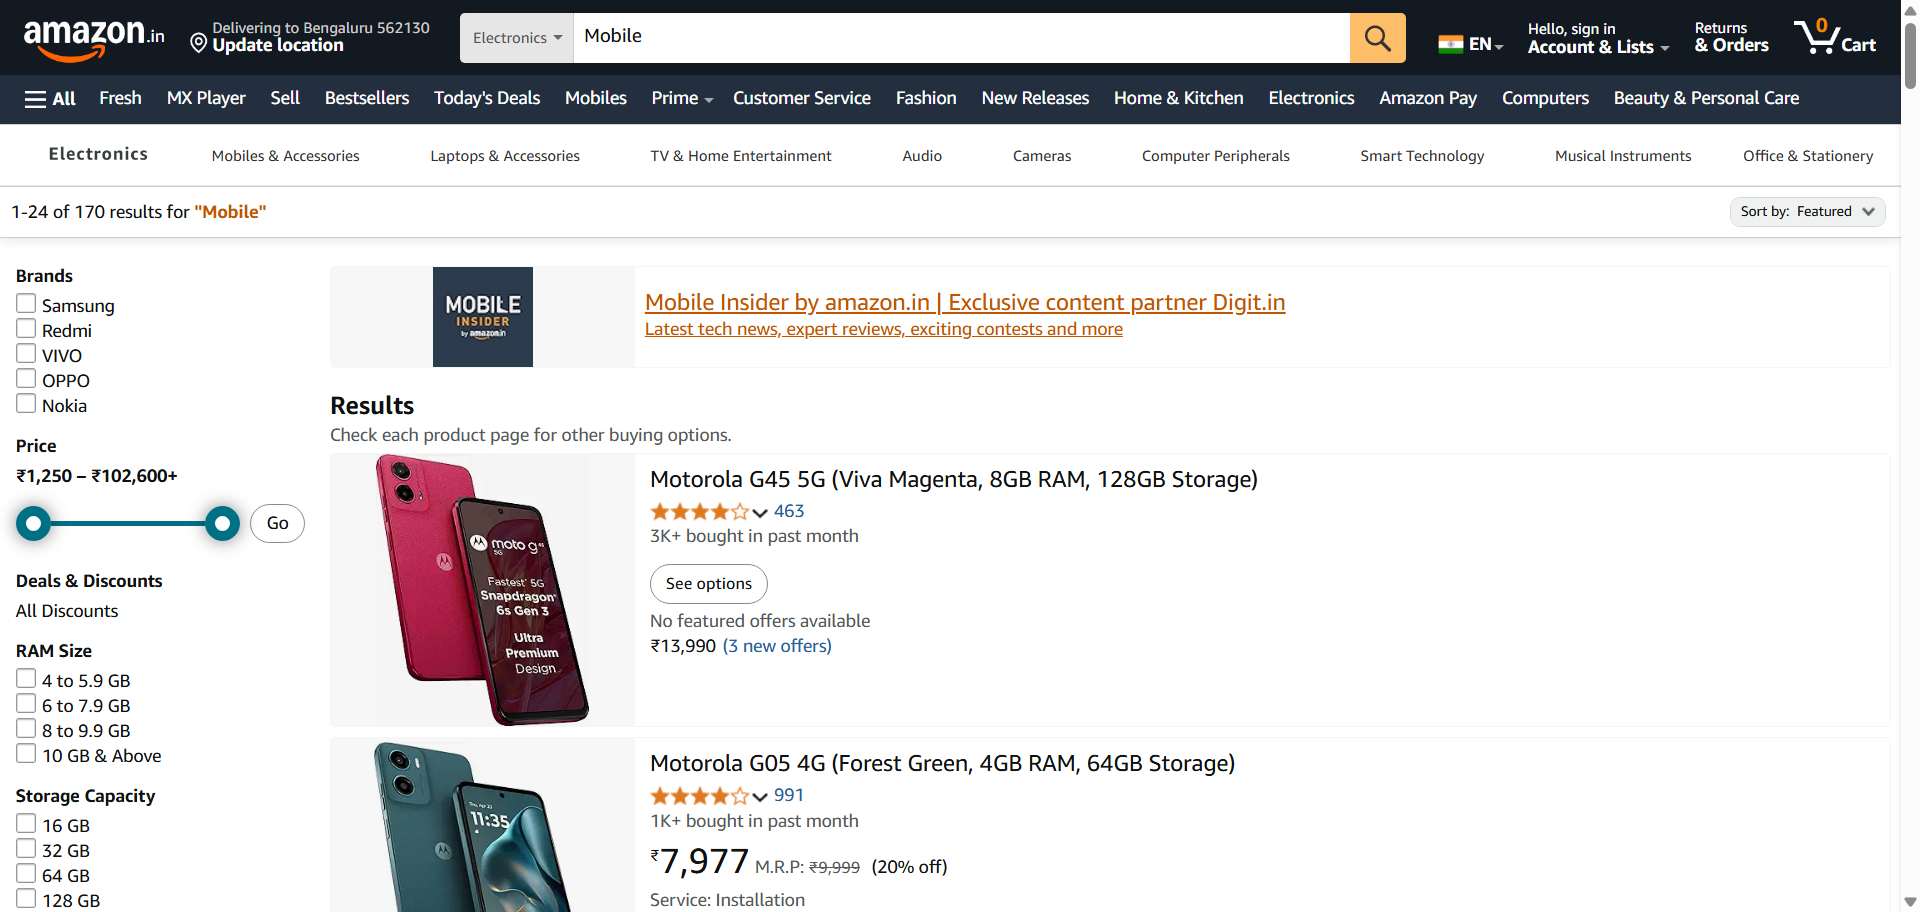 amazon.in
Delivering to Bengaluru 562130
Update location
Electronics
Mobile
EN
Hello, sign in
Account & Lists
Returns
& Orders
0
Cart
All
Fresh
MX Player
Sell
Bestsellers
Today's Deals
Mobiles
Prime
Customer Service
Fashion
New Releases
Home & Kitchen
Electronics
Amazon Pay
Computers
Beauty & Personal Care
Electronics
Mobiles & Accessories
Laptops & Accessories
TV & Home Entertainment
Audio
Cameras
Computer Peripherals
Smart Technology
Musical Instruments
Office & Stationery
1-24 of 170 results for "Mobile"
Sort by: Featured
Brands
Samsung
Redmi
VIVO
OPPO
Nokia
Price
₹1,250 – ₹102,600+
Go
Deals & Discounts
All Discounts
RAM Size
4 to 5.9 GB
6 to 7.9 GB
8 to 9.9 GB
10 GB & Above
Storage Capacity
16 GB
32 GB
64 GB
128 GB
MOBILE
INSIDER
by amazon.in
Mobile Insider by amazon.in | Exclusive content partner Digit.in
Latest tech news, expert reviews, exciting contests and more
Results
Check each product page for other buying options.
moto g45
5G
Fastest* 5G
Snapdragon®
6s Gen 3
Ultra
Premium
Design
Motorola G45 5G (Viva Magenta, 8GB RAM, 128GB Storage)
463
3K+ bought in past month
See options
No featured offers available
₹13,990 (3 new offers)
11:35
Motorola G05 4G (Forest Green, 4GB RAM, 64GB Storage)
991
1K+ bought in past month
₹7,977 M.R.P: ₹9,999 (20% off)
Service: Installation